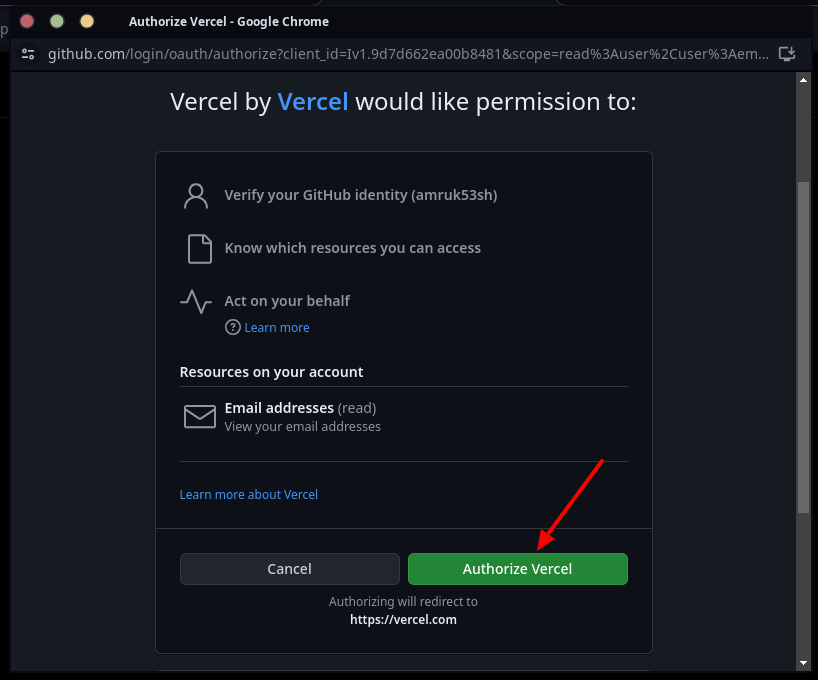 Authorize Vercel - Google Chrome
github.com/login/oauth/authorize?client_id=Iv1.9d7d662ea00b8481&scope=read%3Auser%2Cuser%3Aem...
Vercel by Vercel would like permission to:
Verify your GitHub identity (amruk53sh)
Know which resources you can access
Act on your behalf
Learn more
Resources on your account
Email addresses (read)
View your email addresses
Learn more about Vercel
Cancel
Authorize Vercel
Authorizing will redirect to
https://vercel.com